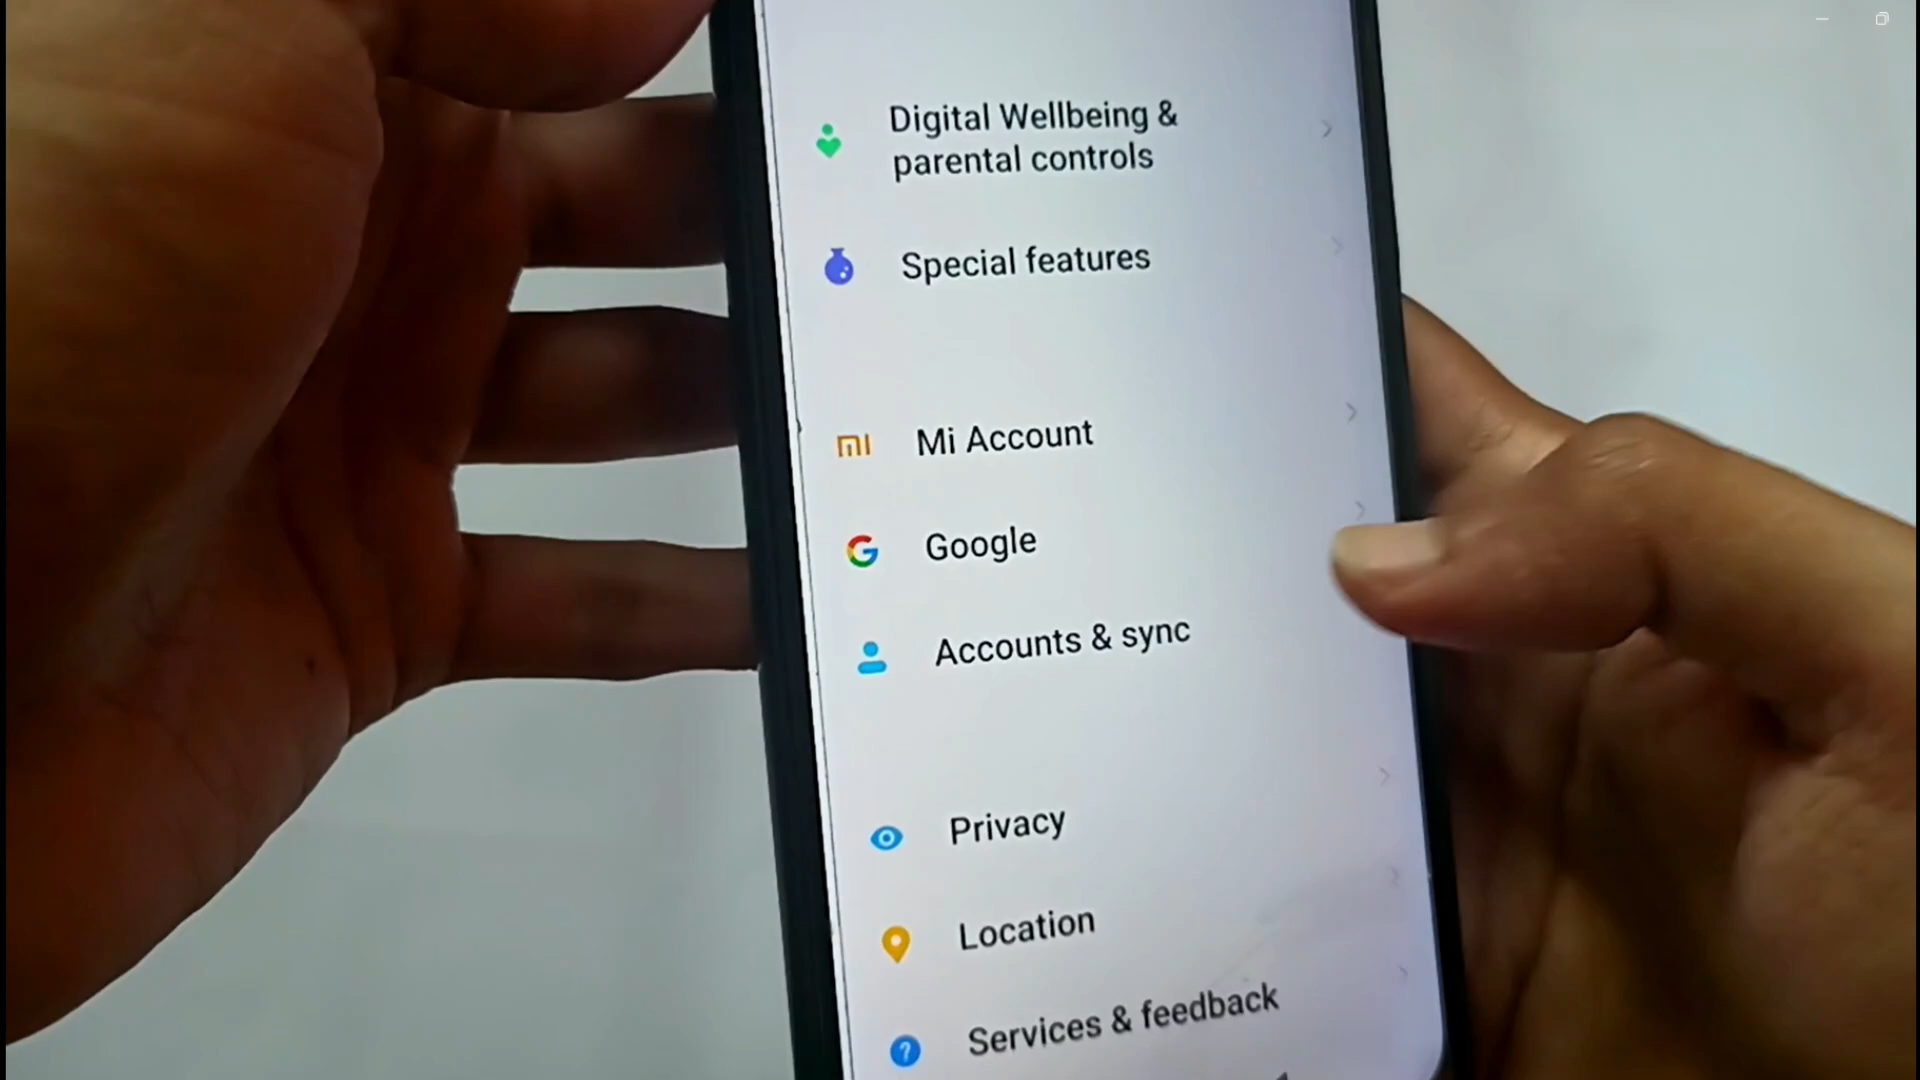 Digital Wellbeing &
parental controls
Special features
Mi Account
Google
Accounts & sync
Privacy
Location
Services & feedback